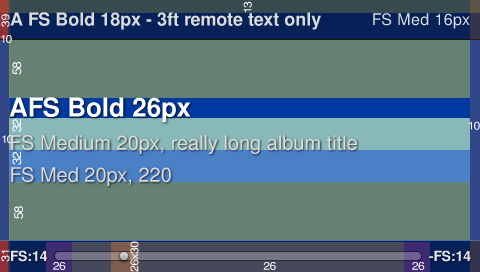 39
13
A FS Bold 18px - 3ft remote text only
FS Med 16px
10
58
AFS Bold 26px
32
10
10
FS Medium 20px, really long album title
32
FS Med 20px, 220
58
31
FS:14
26
26x30
26
26
-FS:14